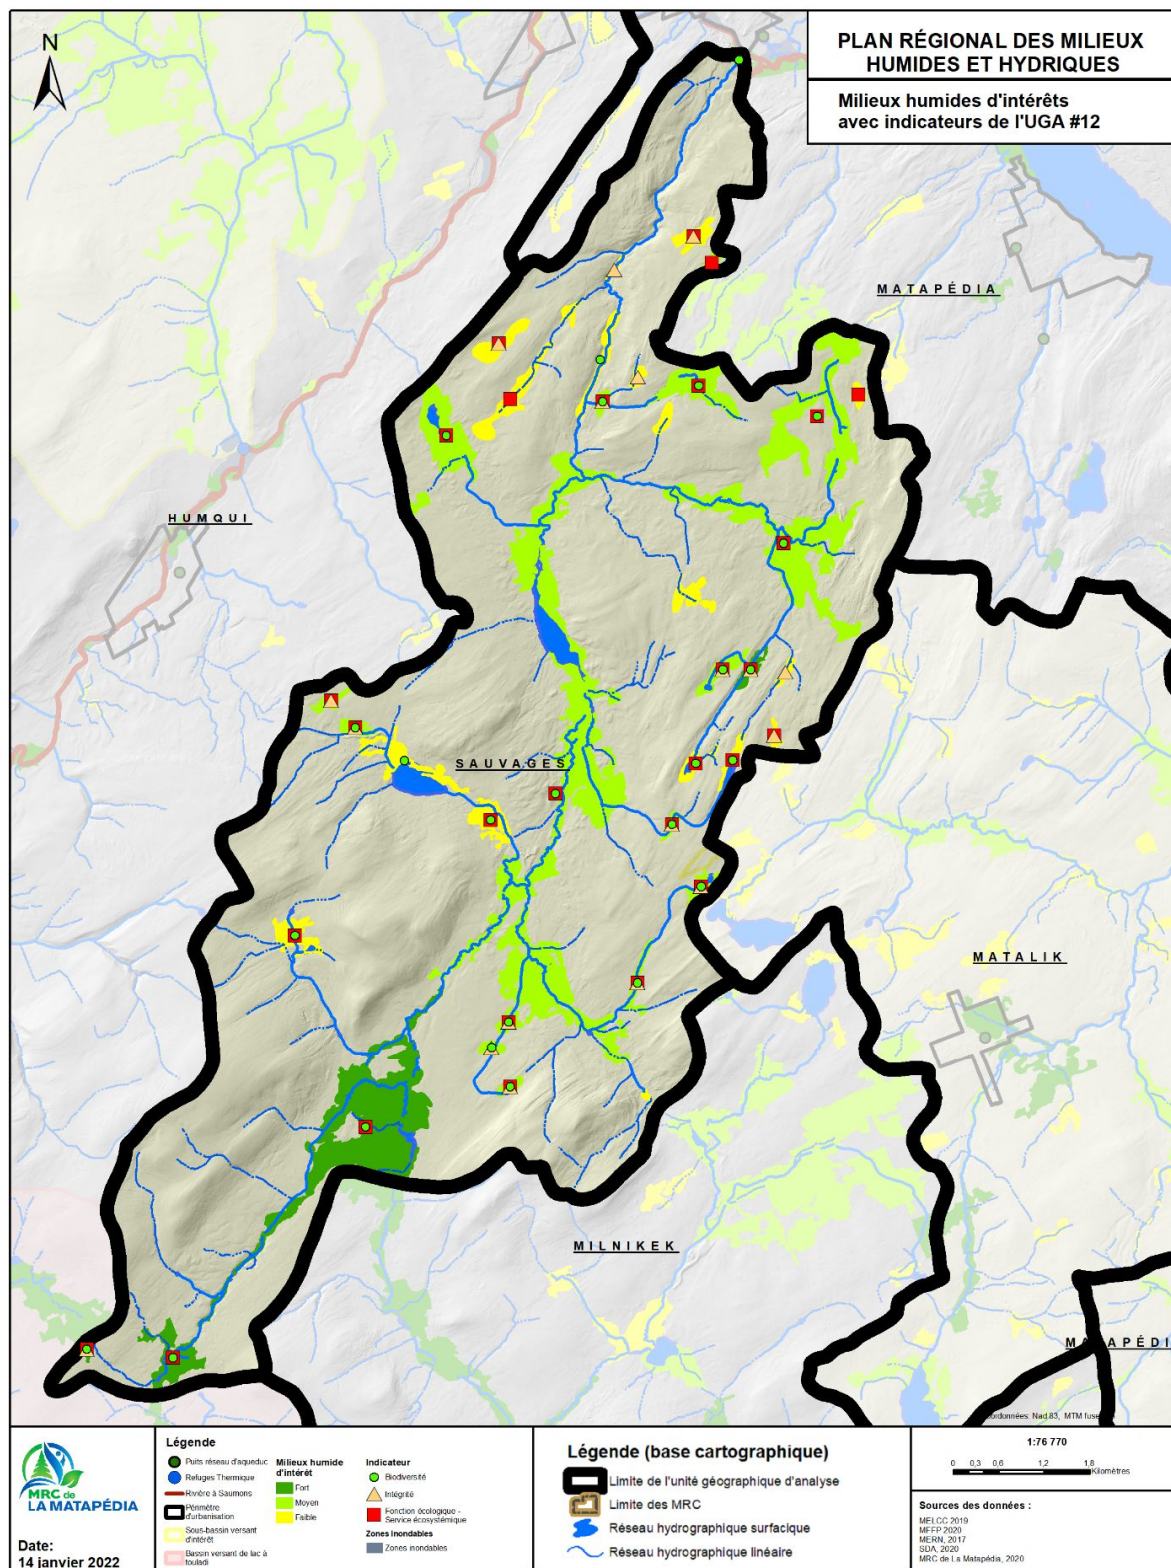 PLAN RÉGIONAL DES MILIEUX
HUMIDES ET HYDRIQUES
Milieux humides d'intérêts
avec indicateurs de l'UGA #12
N
MATAPÉDIA
HUMQUI
SAUVAGES
MATALIK
MILNIKEK
MATAPÉDI
Nad 83, MTM
MRC de
LA MATAPÉDIA
Date:
14 janvier 2022
Légende
Puits réseau d'aqueduc
Refuges Thermique
Rivière à Saumons
Périmètre
d'urbanisation
Sous-bassin versant
d'intérêt
Bassin versant de lac à
touladi
Milieux humide
d'intérêt
Fort
Moyen
Faible
Indicateur
Biodiversité
Intégrité
Fonction écologique -
Service écosystémique
Zones inondables
Zones inondables
Légende (base cartographique)
Limite de l'unité géographique d'analyse
Limite des MRC
Réseau hydrographique surfacique
Réseau hydrographique linéaire
1:76 770
0 0,3 0,6 1,2 1,8
Kilomètres
Sources des données :
MELCC 2019
MFFP 2020
MERN, 2017
SDA, 2020
MRC de La Matapédia, 2020